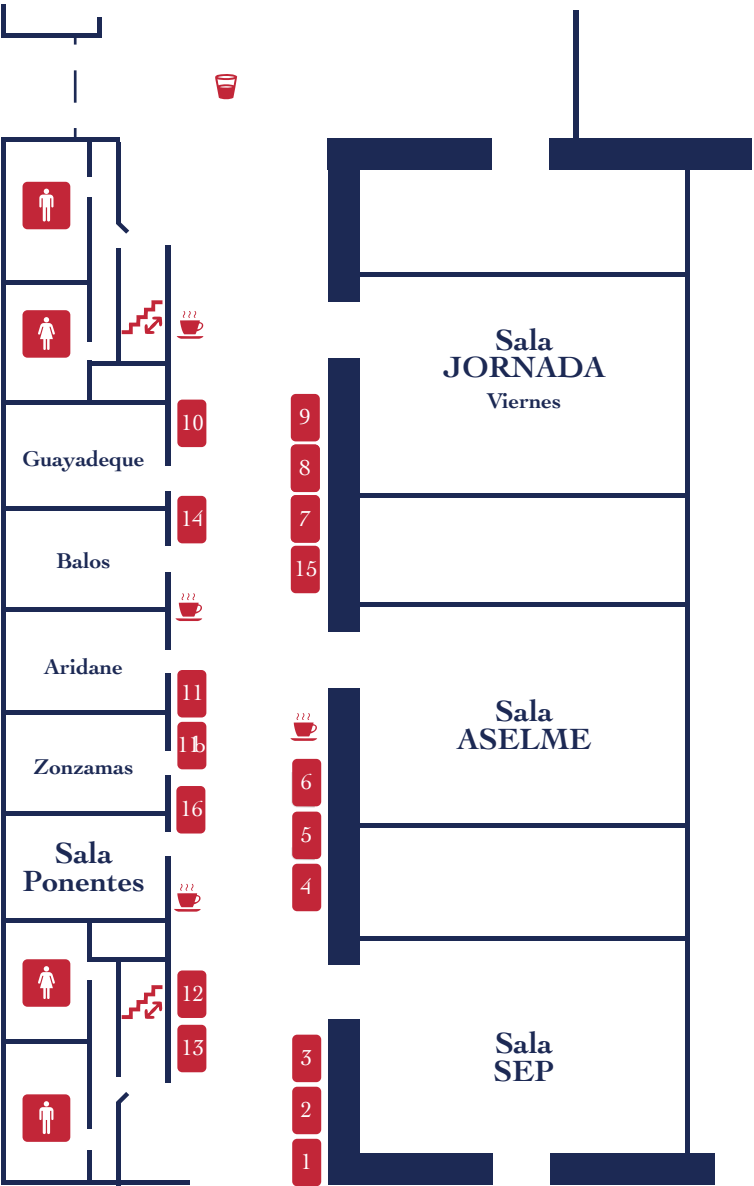 Sala
JORNADA
Viernes
10
9
Guayadeque
8
14
7
Balos
15
Aridane
11
Sala
ASELME
11b
Zonzamas
6
16
5
Sala
Ponentes
4
12
13
Sala
SEP
3
2
1